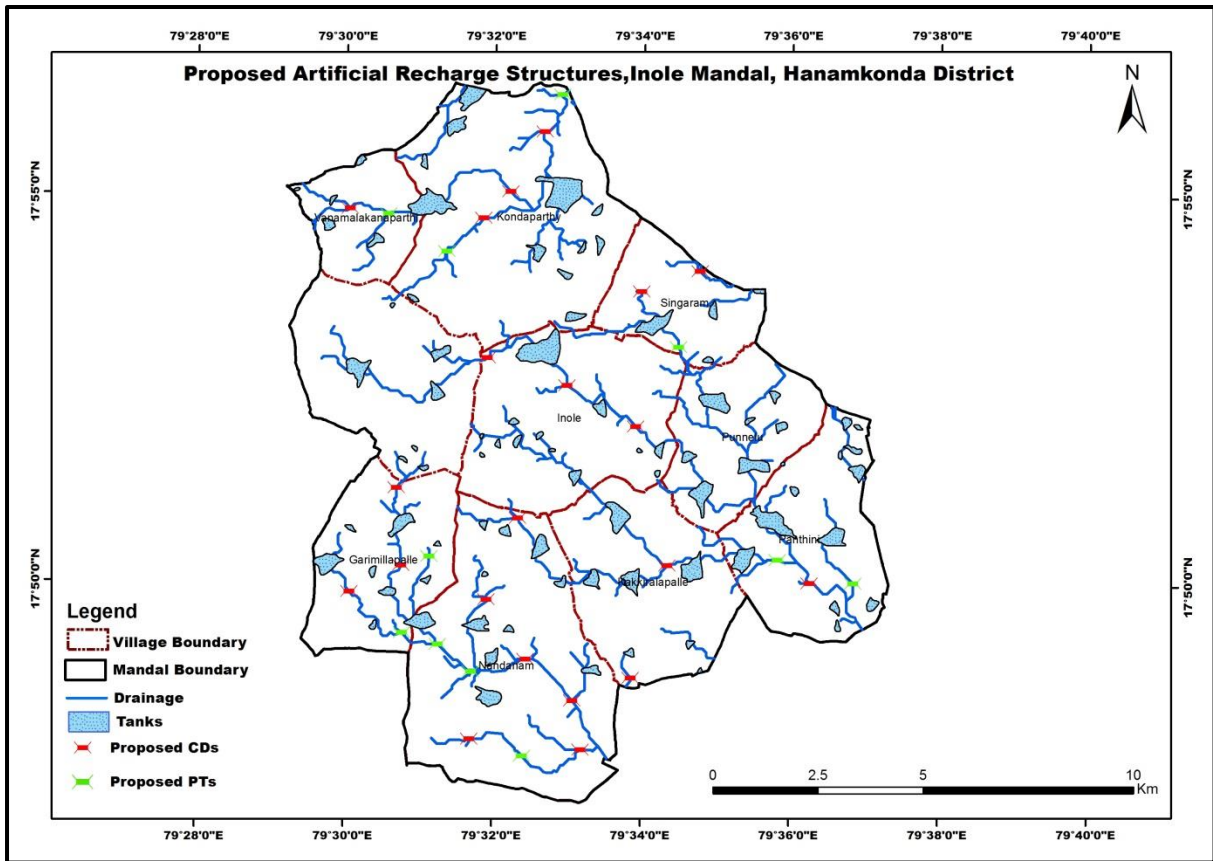 79°28'0"E 79°30'0"E 79°32'0"E 79°34'0"E 79°36'0"E 79°38'0"E 79°40'0"E
Proposed Artificial Recharge Structures,Inole Mandal, Hanamkonda District
N
17°55'0"N
17°55'0"N
Vanamalakanaparthi
Kondaparthy
Singaram
Inole
Punnelu
Panthini
Garimillapalle
Kakkiralapalle
Nandanam
17°50'0"N
17°50'0"N
Legend
Village Boundary
Mandal Boundary
Drainage
Tanks
Proposed CDs
Proposed PTs
0 2.5 5 10
Km
79°28'0"E 79°30'0"E 79°32'0"E 79°34'0"E 79°36'0"E 79°38'0"E 79°40'0"E